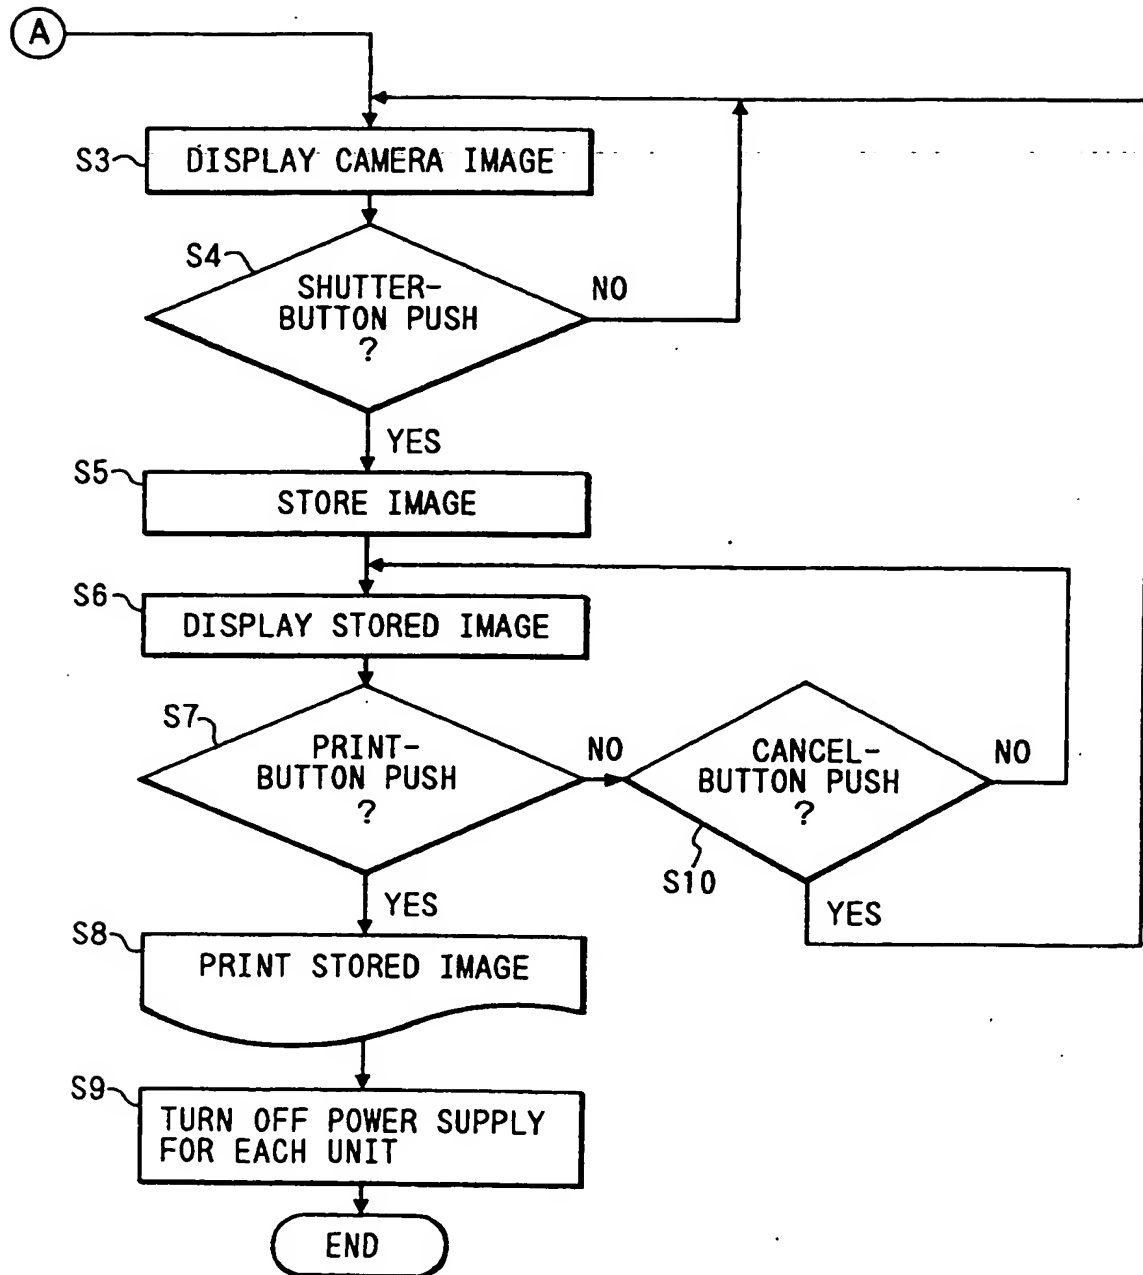 A
S3
DISPLAY CAMERA IMAGE
S4
SHUTTER-
BUTTON PUSH
?
NO
YES
S5
STORE IMAGE
S6
DISPLAY STORED IMAGE
S7
PRINT-
BUTTON PUSH
?
NO
CANCEL-
BUTTON PUSH
?
NO
S10
YES
YES
S8
PRINT STORED IMAGE
S9
TURN OFF POWER SUPPLY
FOR EACH UNIT
END